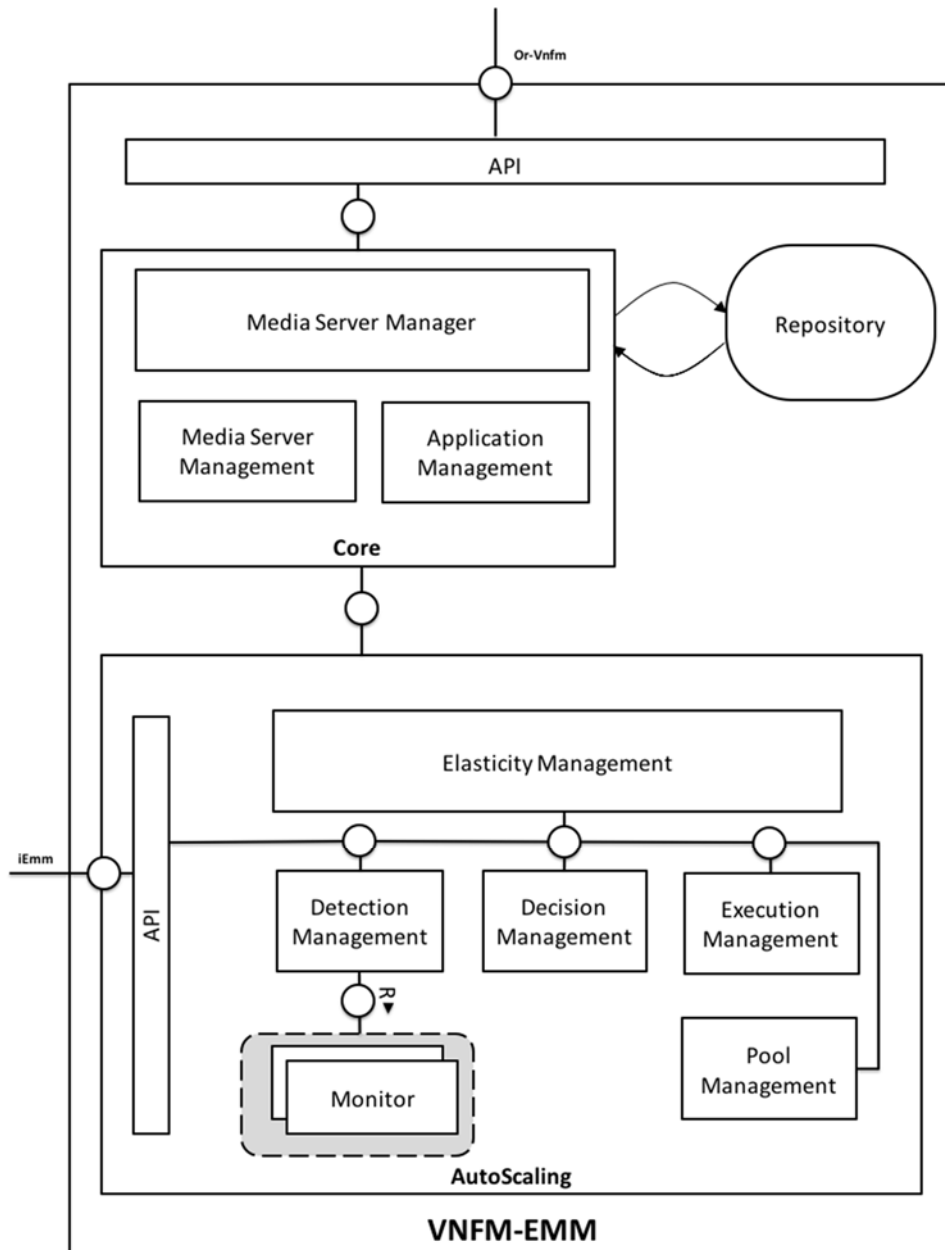 Or-Vnfm
API
Media Server Manager
Repository
Media Server
Management
Application
Management
Core
Elasticity Management
iEmm
API
Detection
Management
Decision
Management
Execution
Management
R
Pool
Management
Monitor
AutoScaling
VNFM-EMM